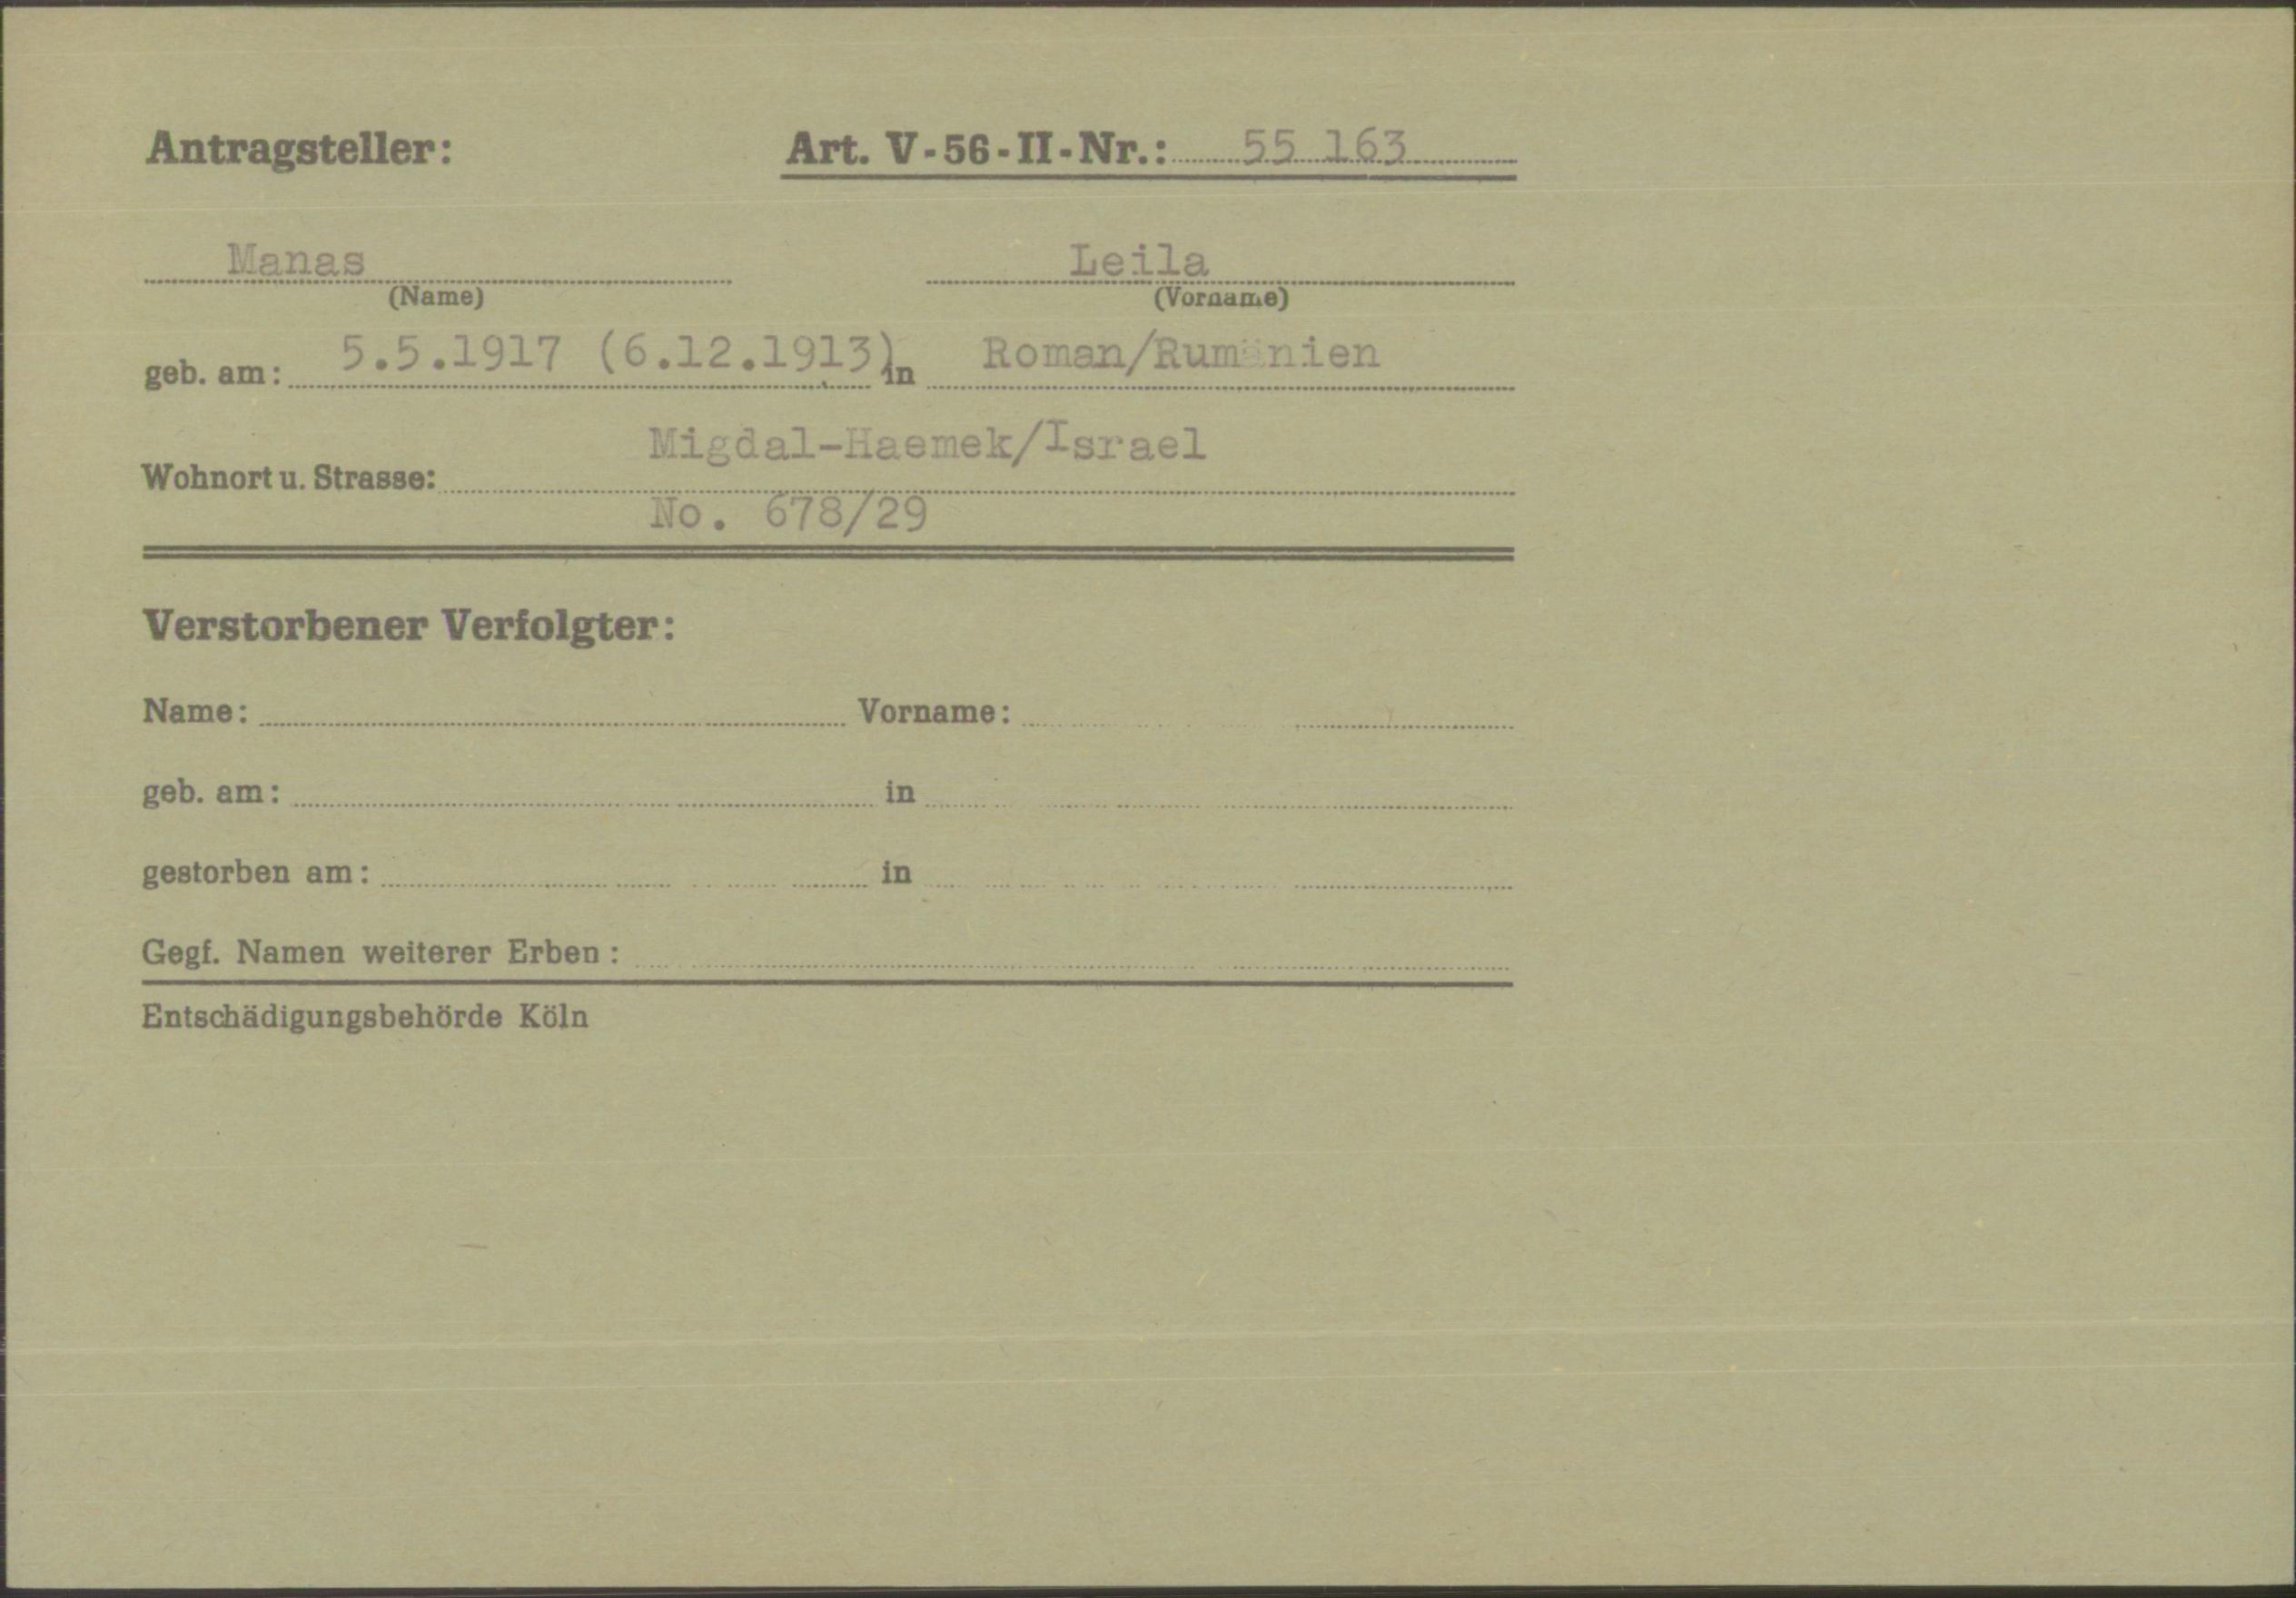 Antragsteller: Art. V-56-II-Nr.: 55 163
Manas Leila
(Name) (Vorname)
geb. am: 5.5.1917 (6.12.1913) in Roman/Rumänien
Migdal-Haemek/Israel
Wohnort u. Strasse:
No. 678/29
Verstorbener Verfolgter:
Name: Vorname:
geb. am: in
gestorben am: in
Gegf. Namen weiterer Erben:
Entschädigungsbehörde Köln